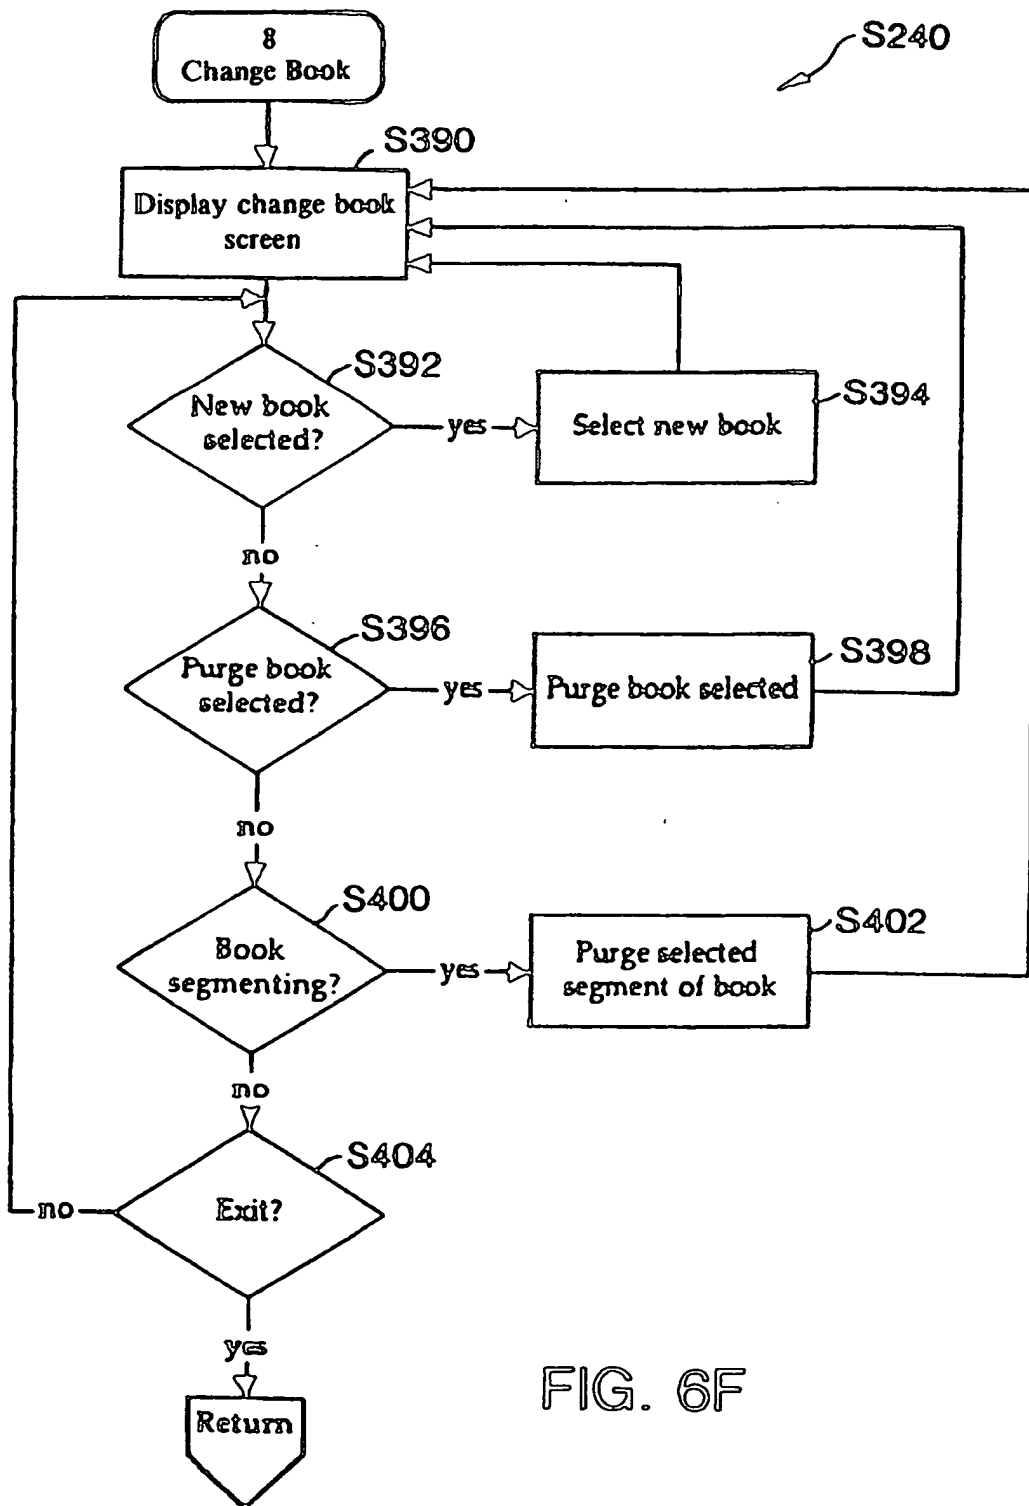 8
Change Book
S240
S390
Display change book
screen
S392
New book
selected?
yes
S394
Select new book
no
S396
Purge book
selected?
yes
S398
Purge book selected
no
S400
Book
segmenting?
yes
S402
Purge selected
segment of book
no
S404
Exit?
no
yes
Return
FIG. 6F